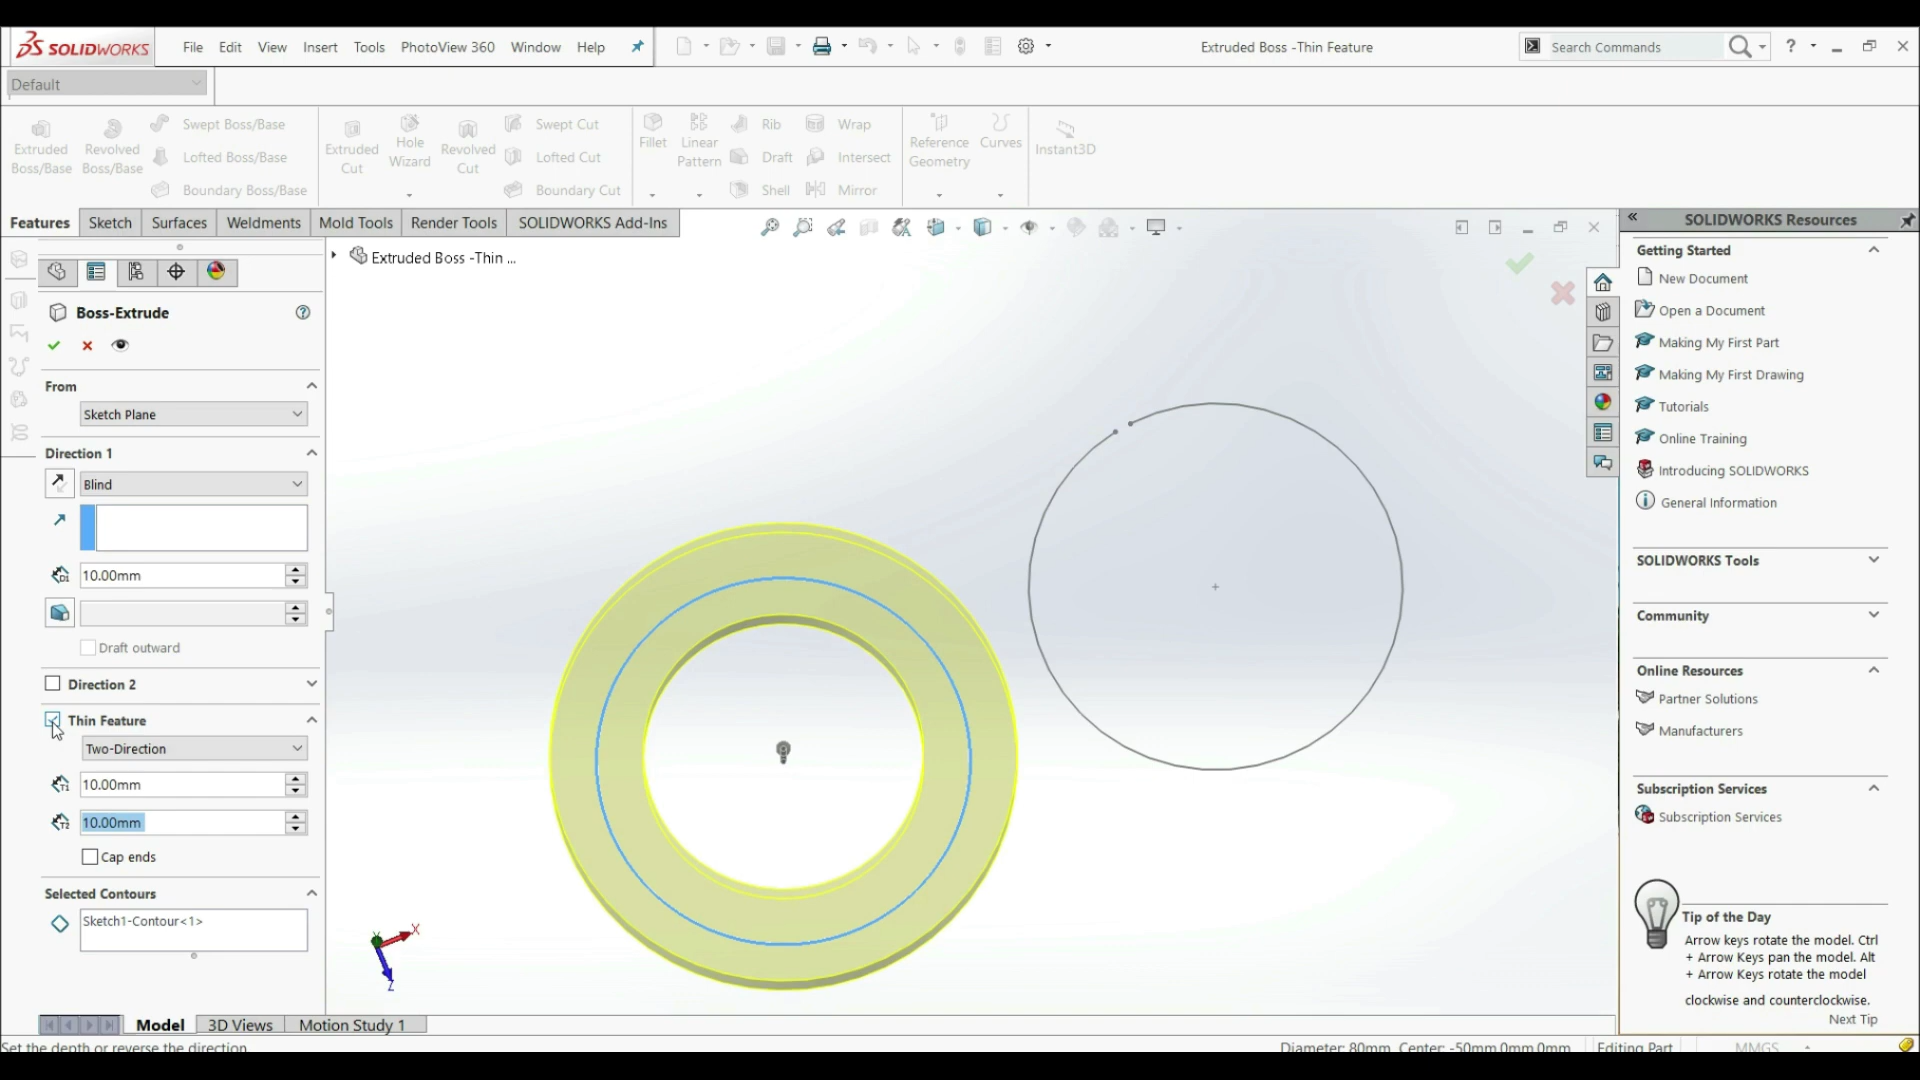 SOLIDWORKS
File Edit View Insert Tools PhotoView 360 Window Help
Extruded Boss -Thin Feature
Search Commands
?
Default
Extruded Boss/Base
Revolved Boss/Base
Swept Boss/Base
Lofted Boss/Base
Boundary Boss/Base
Extruded Cut
Hole Wizard
Revolved Cut
Swept Cut
Lofted Cut
Boundary Cut
Fillet
Linear Pattern
Rib
Draft
Shell
Wrap
Intersect
Mirror
Reference Geometry
Curves
Instant3D
Features Sketch Surfaces Weldments Mold Tools Render Tools SOLIDWORKS Add-Ins
Extruded Boss -Thin ...
Boss-Extrude
From
Sketch Plane
Direction 1
Blind
D1 10.00mm
Draft outward
Direction 2
Thin Feature
Two-Direction
T1 10.00mm
T2 10.00mm
Cap ends
Selected Contours
Sketch1-Contour<1>
Y X
Z
Model 3D Views Motion Study 1
Set the depth or reverse the direction
Diameter: 80mm Center: -50mm,0mm,0mm Editing Part MMGS
SOLIDWORKS Resources
Getting Started
New Document
Open a Document
Making My First Part
Making My First Drawing
Tutorials
Online Training
Introducing SOLIDWORKS
General Information
SOLIDWORKS Tools
Community
Online Resources
Partner Solutions
Manufacturers
Subscription Services
Subscription Services
Tip of the Day
Arrow keys rotate the model. Ctrl
+ Arrow Keys pan the model. Alt
+ Arrow Keys rotate the model
clockwise and counterclockwise.
Next Tip